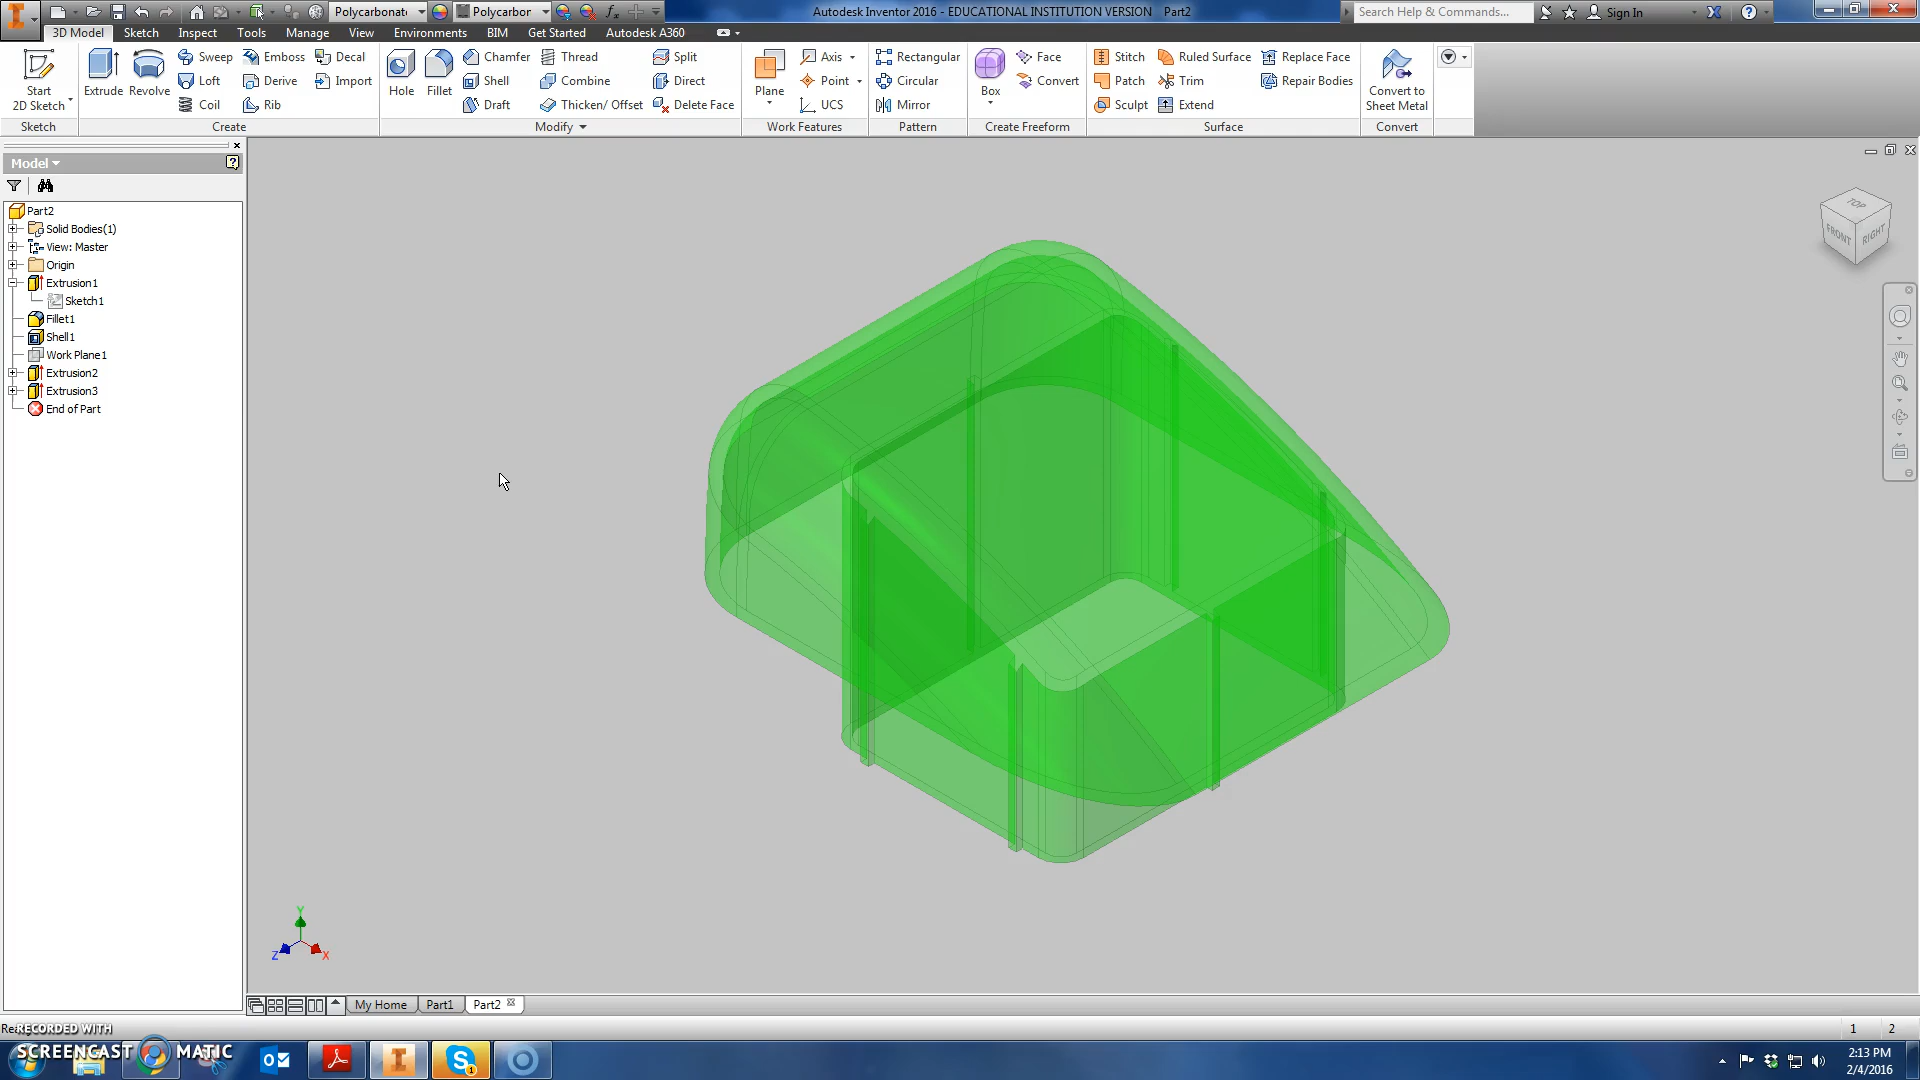 Polycarbonat Polycarbor Autodesk Inventor 2016 - EDUCATIONAL INSTITUTION VERSION Part2 Search Help & Commands... Sign In
3D Model Sketch Inspect Tools Manage View Environments BIM Get Started Autodesk A360
Start 2D Sketch
Extrude
Revolve
Sweep
Loft
Coil
Emboss
Derive
Rib
Decal
Import
Hole
Fillet
Chamfer
Shell
Draft
Thread
Combine
Thicken/ Offset
Split
Direct
Delete Face
Plane
Axis
Point
UCS
Rectangular
Circular
Mirror
Box
Face
Convert
Stitch
Patch
Sculpt
Ruled Surface
Trim
Extend
Replace Face
Repair Bodies
Convert to
Sheet Metal
Sketch Create Modify Work Features Pattern Create Freeform Surface Convert
Model
Part2
Solid Bodies(1)
View: Master
Origin
Extrusion1
Sketch1
Fillet1
Shell1
Work Plane1
Extrusion2
Extrusion3
End of Part
TOP
FRONT RIGHT
Y
Z X
My Home Part1 Part2
1 2
RECORDED WITH
SCREENCAST MATIC
2:13 PM
2/4/2016